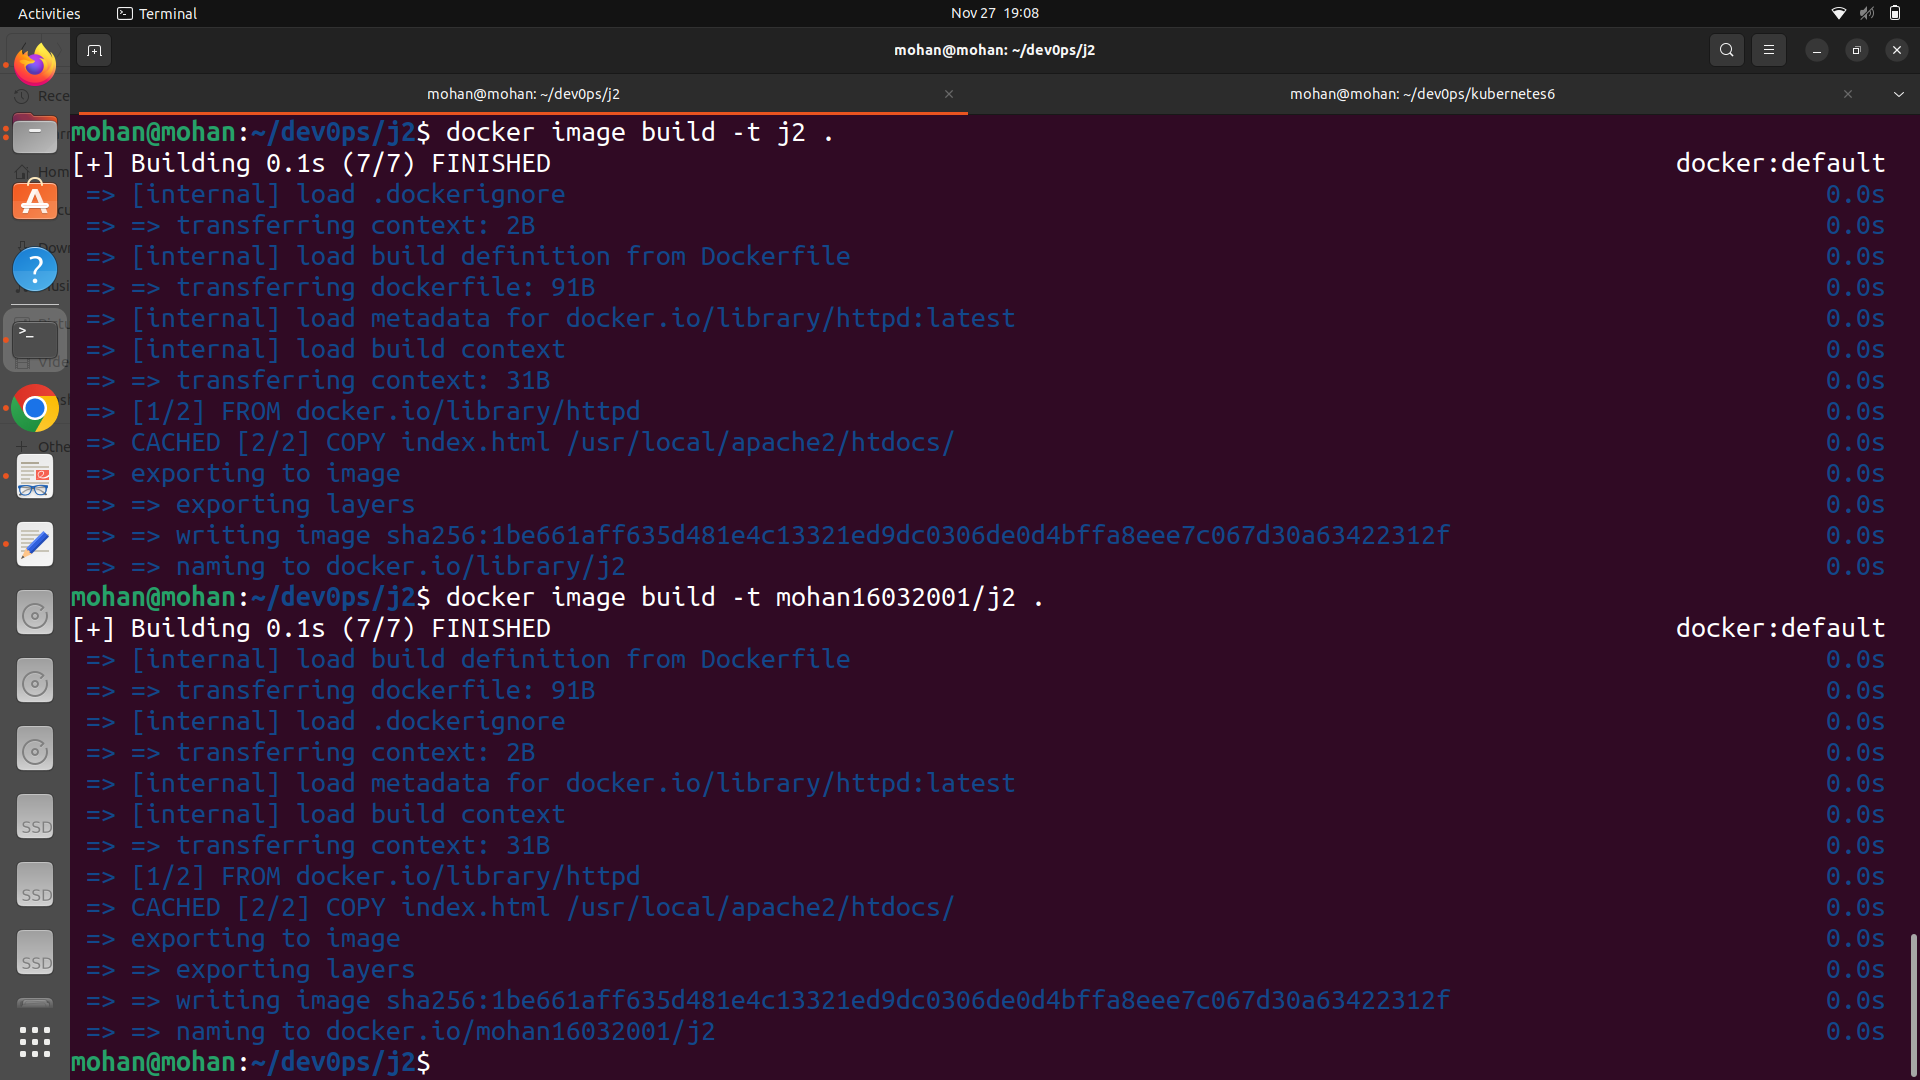 Activities
Terminal
Nov 27 19:08
mohan@mohan: ~/dev0ps/j2
mohan@mohan: ~/dev0ps/j2
mohan@mohan: ~/dev0ps/kubernetes6
mohan@mohan:~/dev0ps/j2$ docker image build -t j2 .
[+] Building 0.1s (7/7) FINISHED docker:default
=> [internal] load .dockerignore 0.0s
=> => transferring context: 2B 0.0s
=> [internal] load build definition from Dockerfile 0.0s
=> => transferring dockerfile: 91B 0.0s
=> [internal] load metadata for docker.io/library/httpd:latest 0.0s
=> [internal] load build context 0.0s
=> => transferring context: 31B 0.0s
=> [1/2] FROM docker.io/library/httpd 0.0s
=> CACHED [2/2] COPY index.html /usr/local/apache2/htdocs/ 0.0s
=> exporting to image 0.0s
=> => exporting layers 0.0s
=> => writing image sha256:1be661aff635d481e4c13321ed9dc0306de0d4bffa8eee7c067d30a63422312f 0.0s
=> => naming to docker.io/library/j2 0.0s
mohan@mohan:~/dev0ps/j2$ docker image build -t mohan16032001/j2 .
[+] Building 0.1s (7/7) FINISHED docker:default
=> [internal] load build definition from Dockerfile 0.0s
=> => transferring dockerfile: 91B 0.0s
=> [internal] load .dockerignore 0.0s
=> => transferring context: 2B 0.0s
=> [internal] load metadata for docker.io/library/httpd:latest 0.0s
=> [internal] load build context 0.0s
=> => transferring context: 31B 0.0s
=> [1/2] FROM docker.io/library/httpd 0.0s
=> CACHED [2/2] COPY index.html /usr/local/apache2/htdocs/ 0.0s
=> exporting to image 0.0s
=> => exporting layers 0.0s
=> => writing image sha256:1be661aff635d481e4c13321ed9dc0306de0d4bffa8eee7c067d30a63422312f 0.0s
=> => naming to docker.io/mohan16032001/j2 0.0s
mohan@mohan:~/dev0ps/j2$
SSD
SSD
SSD